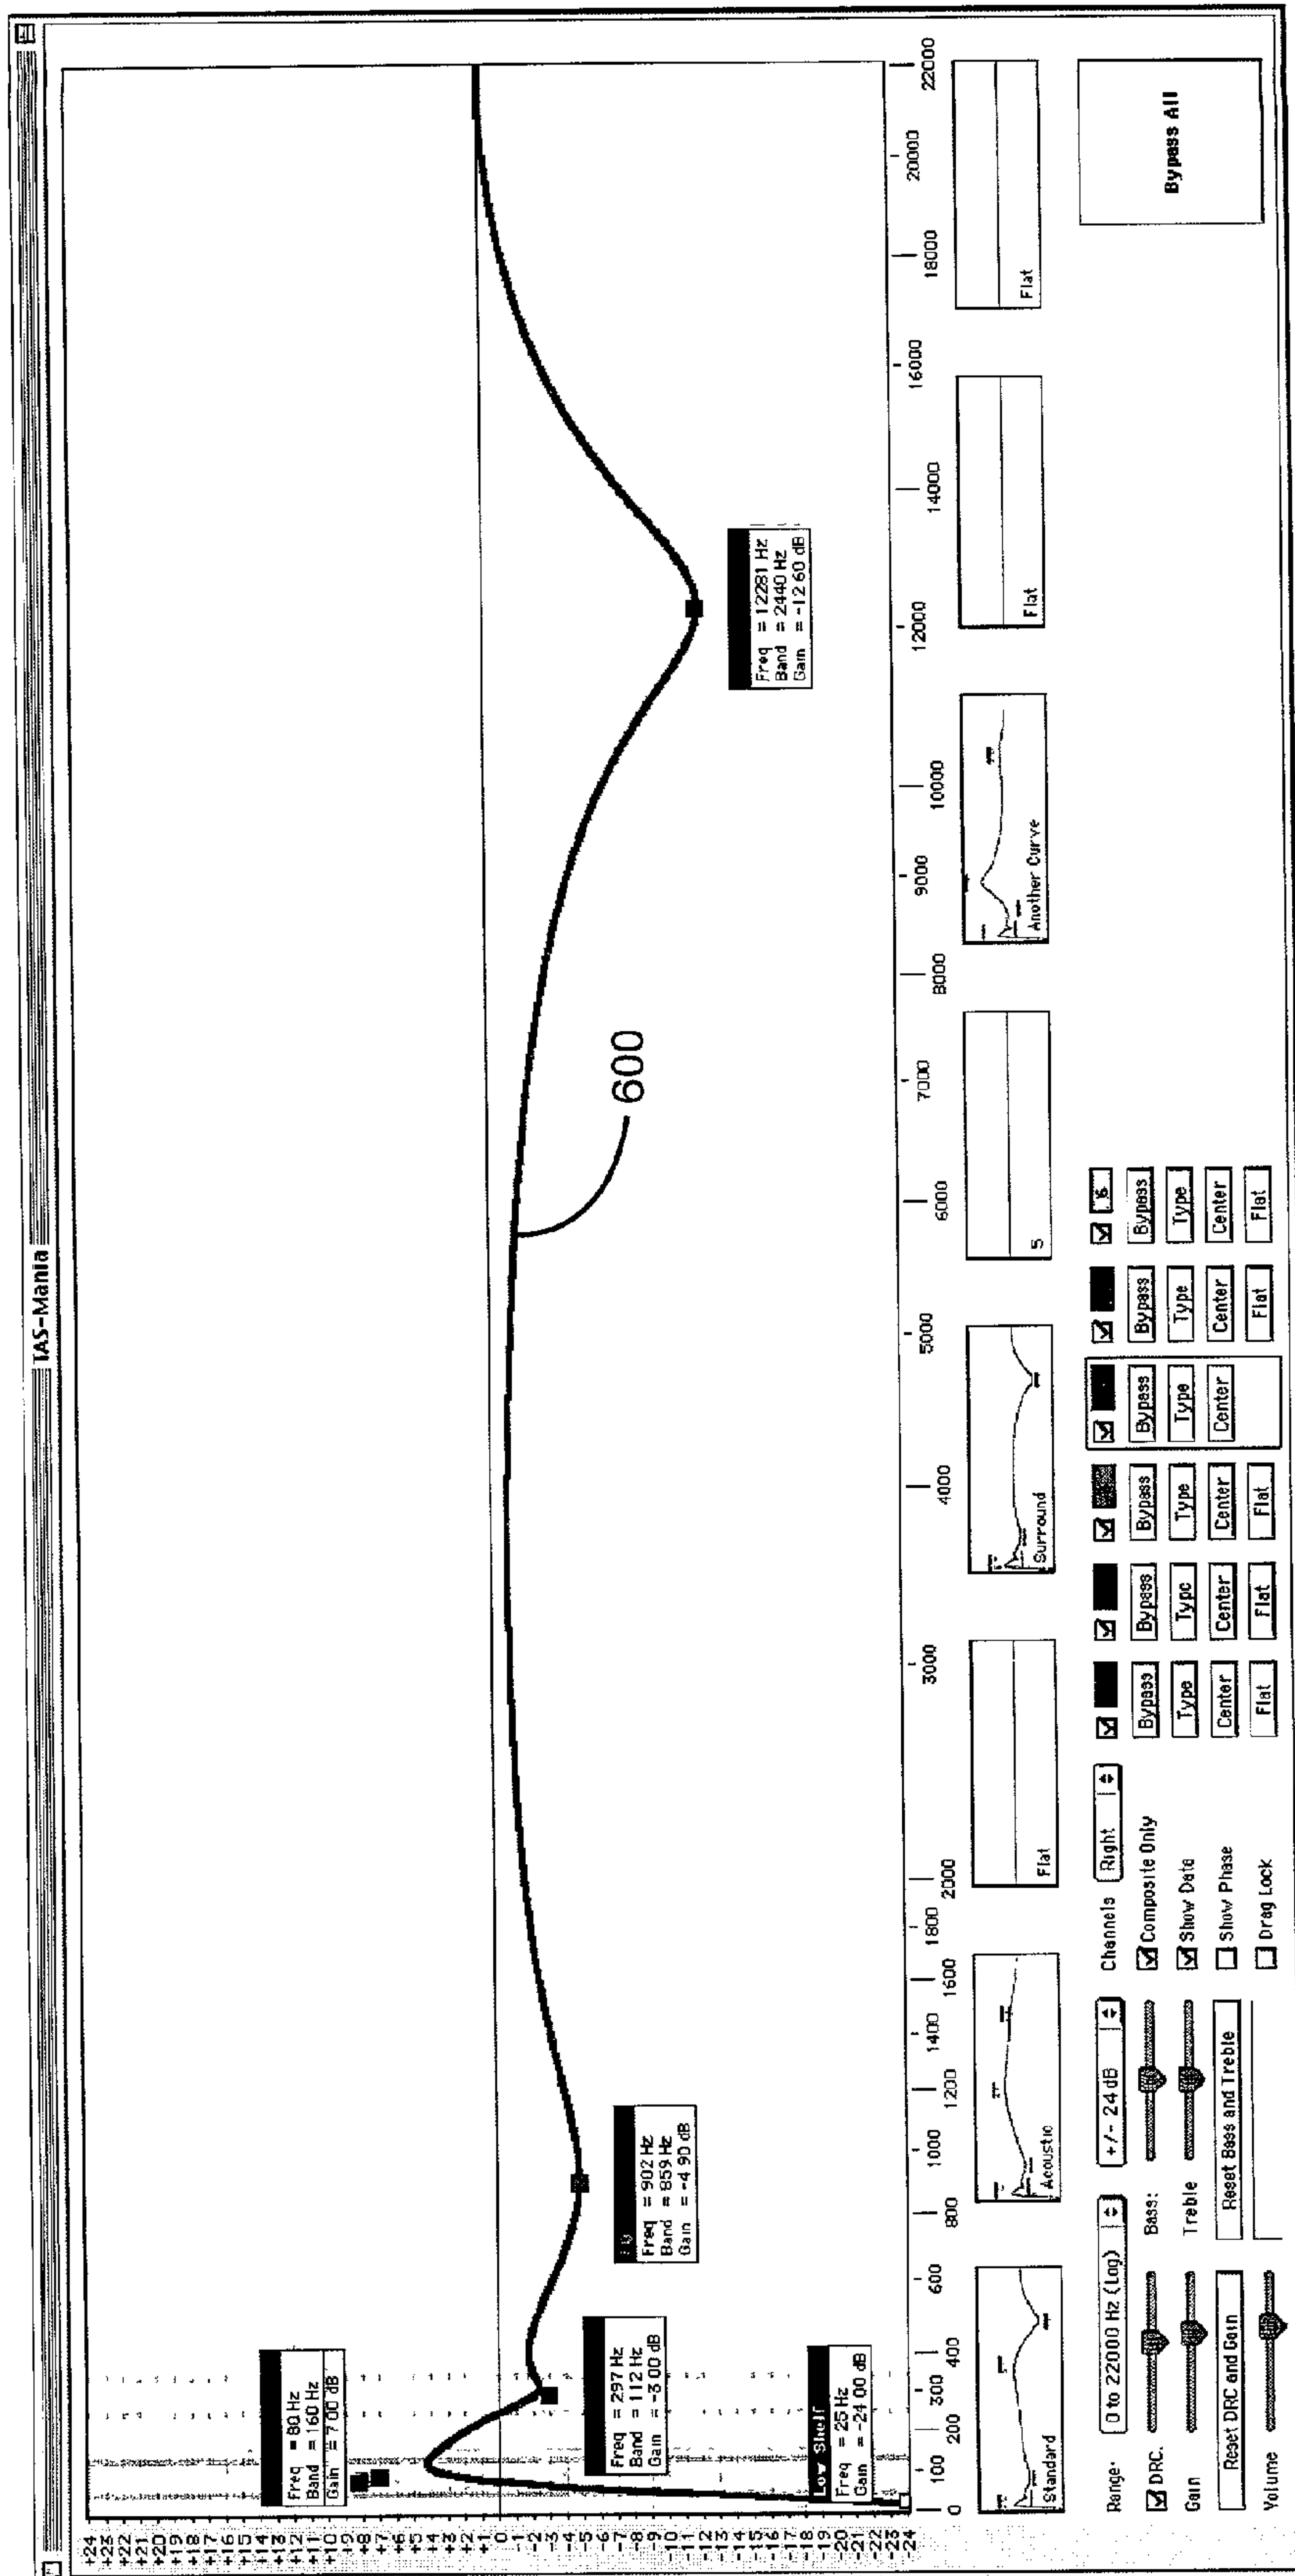 TAS-Mania
+24
+23
+22
+21
+20
+19
+18
+17
+16
+15
+14
+13
+12
+11
+10
+9
+8
+7
+6
+5
+4
+3
+2
+1
0
-1
-2
-3
-4
-5
-6
-7
-8
-9
-10
-11
-12
-13
-14
-15
-16
-17
-18
-19
-20
-21
-22
-23
-24
Freq = 80 Hz
Band = 160 Hz
Gain = 7.00 dB
Freq = 297 Hz
Band = 112 Hz
Gain = -3.00 dB
Low Shelf
Freq = 25 Hz
Gain = -24.00 dB
EQ
Freq = 902 Hz
Band = 859 Hz
Gain = -4.90 dB
600
Freq = 12281 Hz
Band = 2440 Hz
Gain = -12.60 dB
0 100 200 300 400 600 800 1000 1200 1400 1600 1800 2000 3000 4000 5000 6000 7000 8000 9000 10000 12000 14000 16000 18000 20000 22000
Standard
Acoustic
Flat
Surround
5
Another Curve
Flat
Flat
Range: 0 to 22000 Hz (Log) +/- 24 dB Channels Right
DRC. Bass: Composite Only
Gain Treble Show Data
Reset DRC and Gain Reset Bass and Treble Show Phase
Volume Drag Lock
6
Bypass Bypass Bypass Bypass Bypass Bypass
Type Type Type Type Type Type
Center Center Center Center Center Center
Flat Flat Flat Flat Flat
Bypass All